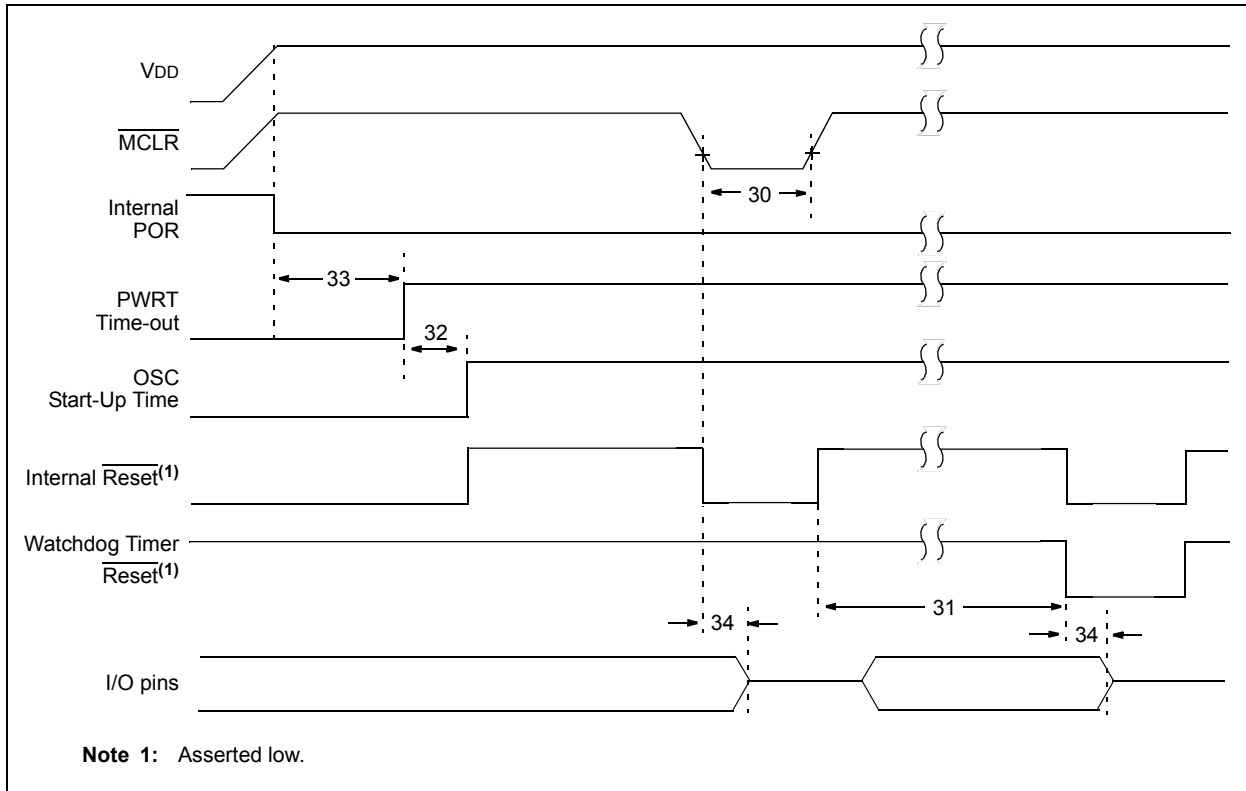 VDD
MCLR
30
Internal
POR
33
PWRT
Time-out
32
OSC
Start-Up Time
Internal Reset(1)
Watchdog Timer
Reset(1)
31
34
34
I/O pins
Note 1: Asserted low.